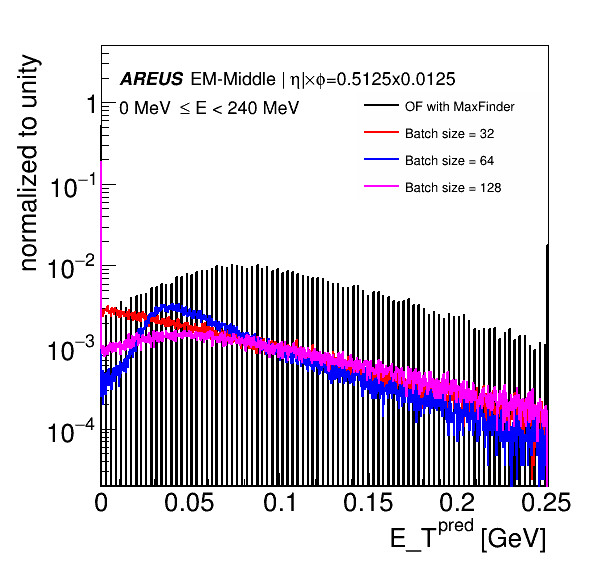 AREUS EM-Middle | η|×ϕ=0.5125x0.0125
0 MeV ≤ E < 240 MeV
OF with MaxFinder
Batch size = 32
Batch size = 64
Batch size = 128
normalized to unity
1
10⁻¹
10⁻²
10⁻³
10⁻⁴
0 0.05 0.1 0.15 0.2 0.25
E_T^pred [GeV]